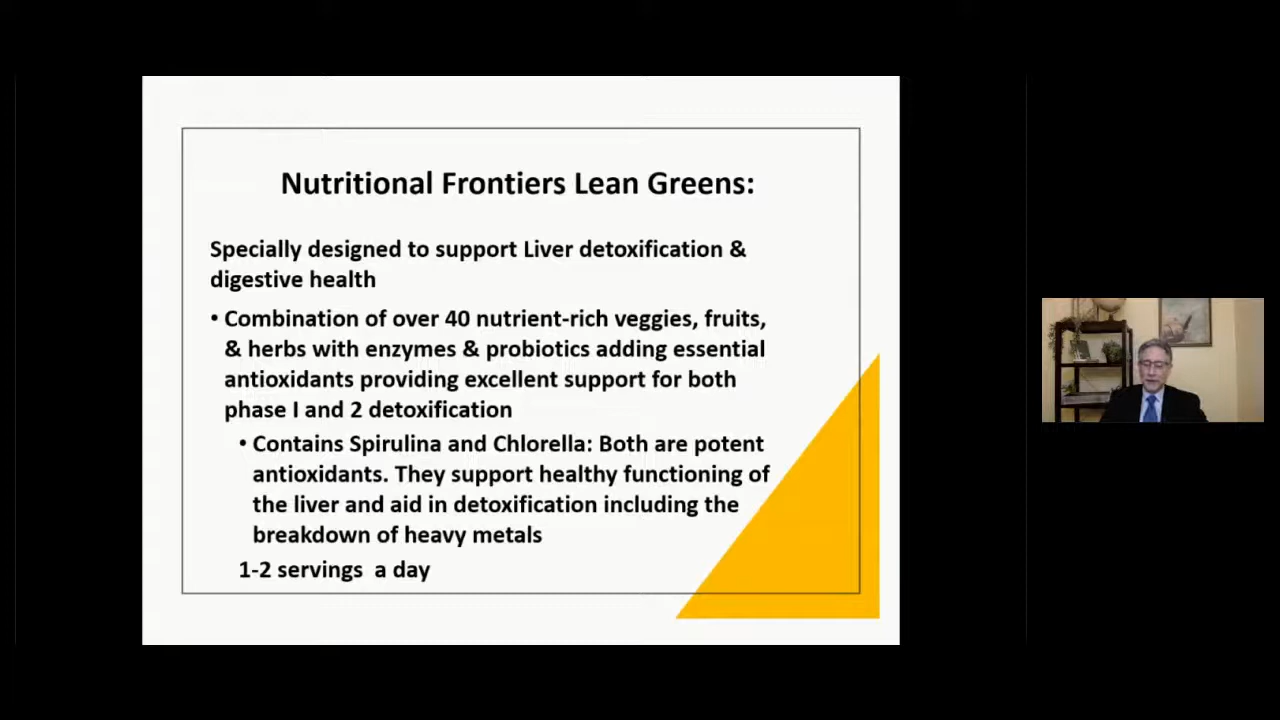 Nutritional Frontiers Lean Greens:
Specially designed to support Liver detoxification &
digestive health
• Combination of over 40 nutrient-rich veggies, fruits,
& herbs with enzymes & probiotics adding essential
antioxidants providing excellent support for both
phase I and 2 detoxification
• Contains Spirulina and Chlorella: Both are potent
antioxidants. They support healthy functioning of
the liver and aid in detoxification including the
breakdown of heavy metals
1-2 servings  a day